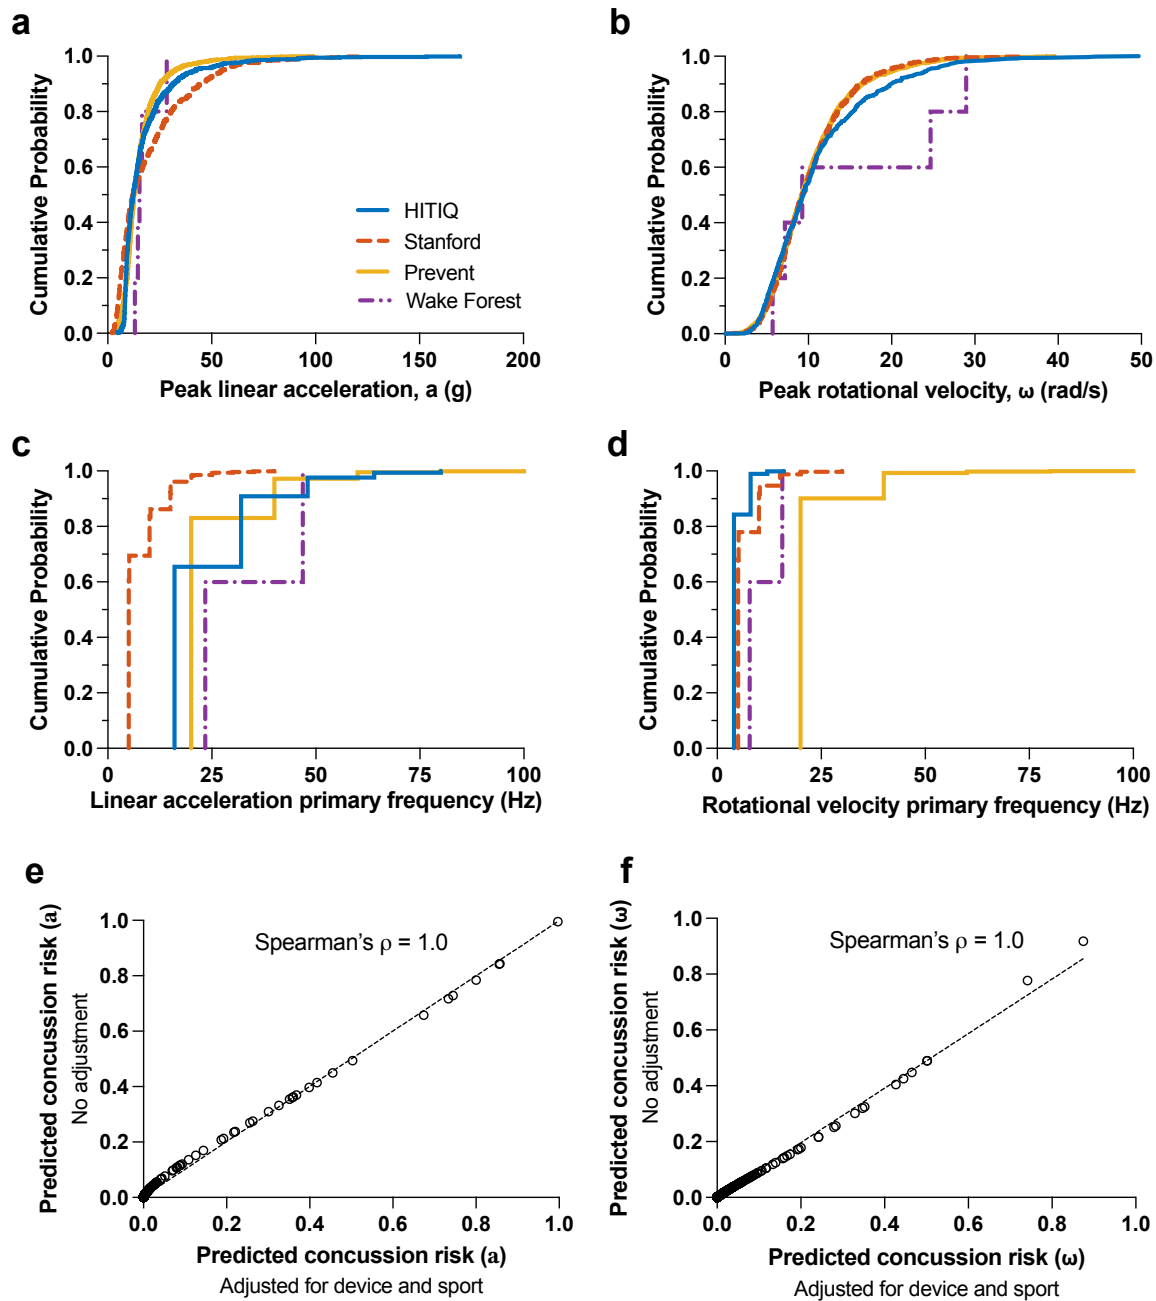 a
1.0
0.8
0.6
0.4
0.2
0.0
Cumulative Probability
HITIQ
Stanford
Prevent
Wake Forest
0 50 100 150 200
Peak linear acceleration, a (g)
b
1.0
0.8
0.6
0.4
0.2
0.0
Cumulative Probability
0 10 20 30 40 50
Peak rotational velocity, ω (rad/s)
c
1.0
0.8
0.6
0.4
0.2
0.0
Cumulative Probability
0 25 50 75 100
Linear acceleration primary frequency (Hz)
d
1.0
0.8
0.6
0.4
0.2
0.0
Cumulative Probability
0 25 50 75 100
Rotational velocity primary frequency (Hz)
e
Predicted concussion risk (a)
No adjustment
1.0
0.8
0.6
0.4
0.2
0.0
Spearman's ρ = 1.0
0.0 0.2 0.4 0.6 0.8 1.0
Predicted concussion risk (a)
Adjusted for device and sport
f
Predicted concussion risk (ω)
No adjustment
1.0
0.8
0.6
0.4
0.2
0.0
Spearman's ρ = 1.0
0.0 0.2 0.4 0.6 0.8 1.0
Predicted concussion risk (ω)
Adjusted for device and sport